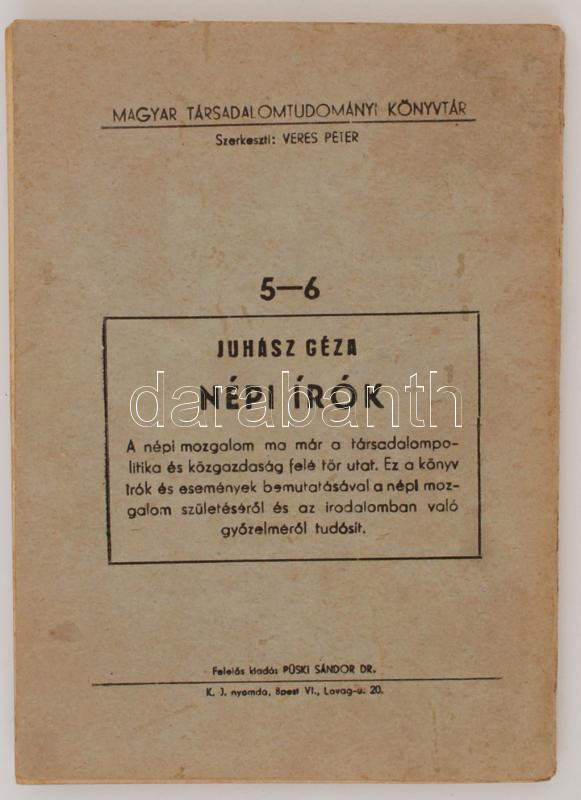 MAGYAR TÁRSADALOMTUDOMÁNYI KÖNYVTÁR
Szerkeszti: VERES PÉTER
5—6
JUHÁSZ GÉZA
NÉPI ÍRÓK
darabanth
A népi mozgalom ma már a társadalompo-
litika és közgazdaság felé tör utat. Ez a könyv
írók és események bemutatásával a népi moz-
galom születéséről és az irodalomban való
győzelméről tudósít.
Felelős kiadó: PÜSKI SÁNDOR DR.
K. J. nyomda, Bpest VI., Lovag-u. 20.